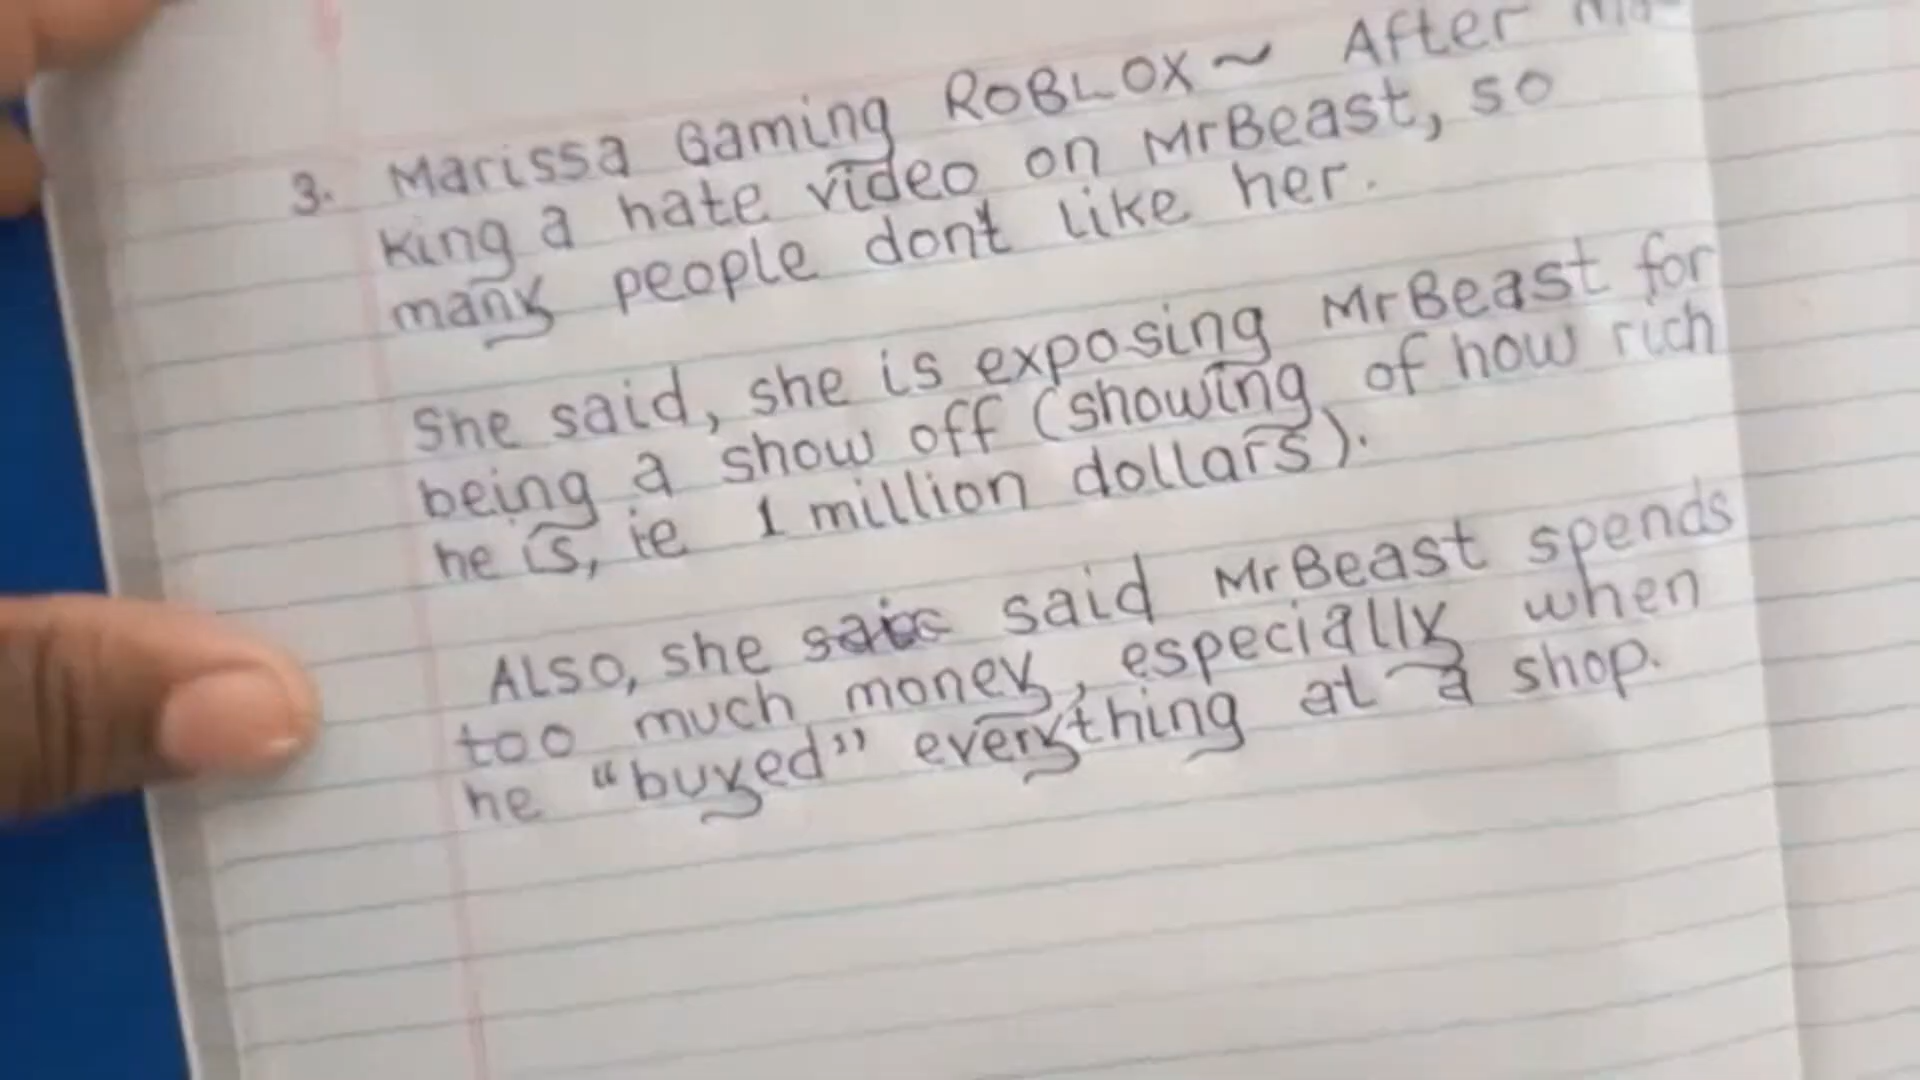 3. Marissa Gaming ROBLOX ~ After ma
king a hate video on MrBeast, so
many people don't like her.
She said, she is exposing MrBeast for
being a show off (showing of how rich
he is, ie 1 million dollars).
ALSO, she said MrBeast spends
too much money, especially when
he "buyed" everything at a shop.